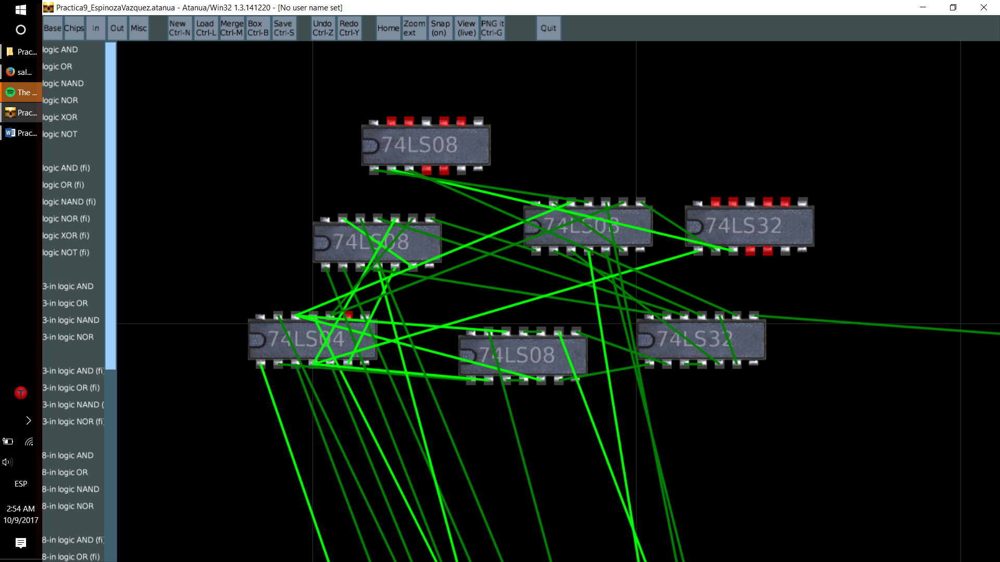 Practica9_EspinozaVazquez.atanua - Atanua/Win32 1.3.141220 - [No user name set]
Base
Chips
In
Out
Misc
New
Ctrl-N
Load
Ctrl-L
Merge
Ctrl-M
Box
Ctrl-B
Save
Ctrl-S
Undo
Ctrl-Z
Redo
Ctrl-Y
Home
Zoom
ext
Snap
(on)
View
(live)
PNG it
Ctrl-G
Quit
Prac...
sal...
The ...
Prac...
Prac...
ESP
2:54 AM
10/9/2017
logic AND
logic OR
logic NAND
logic NOR
logic XOR
logic NOT
logic AND (fi)
logic OR (fi)
logic NAND (fi)
logic NOR (fi)
logic XOR (fi)
logic NOT (fi)
3-in logic AND
3-in logic OR
3-in logic NAND
3-in logic NOR
3-in logic AND (fi)
3-in logic OR (fi)
3-in logic NAND (
3-in logic NOR (fi)
8-in logic AND
8-in logic OR
8-in logic NAND
8-in logic NOR
8-in logic AND (fi)
8-in logic OR (fi)
74LS08
74LS08
74LS08
74LS32
74LS04
74LS08
74LS32